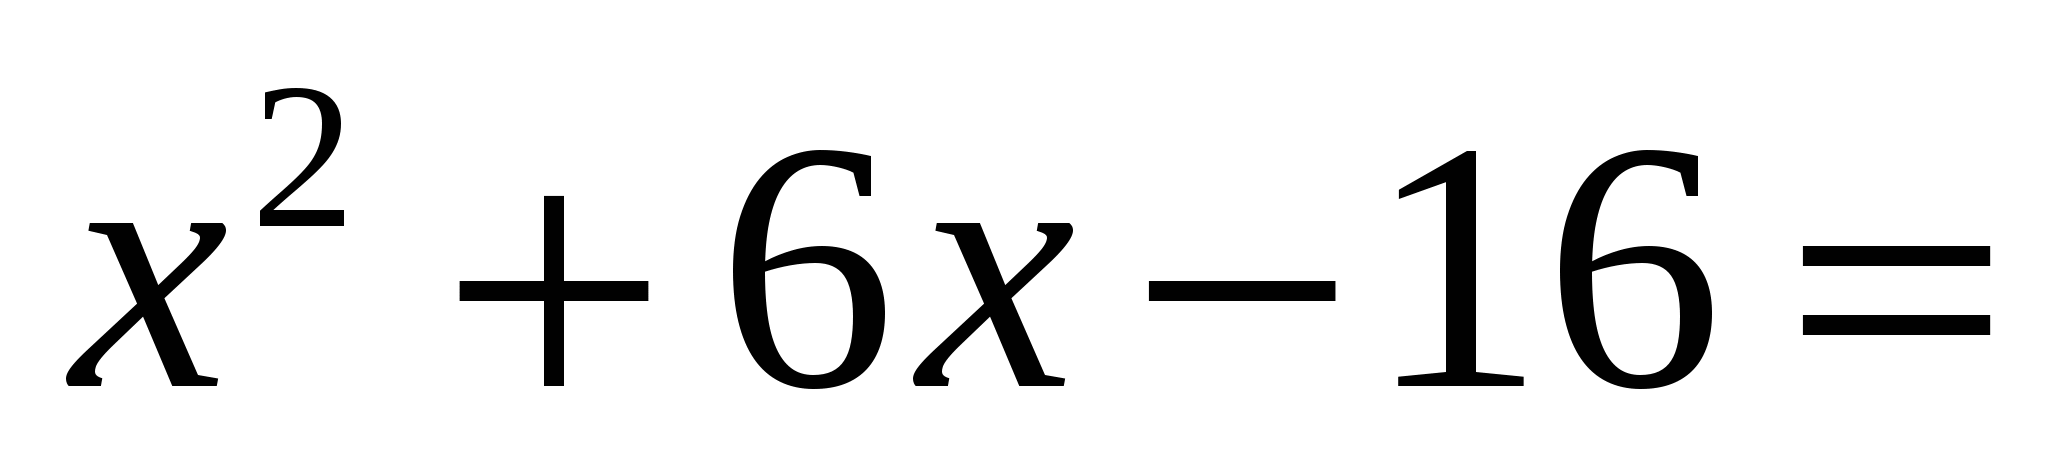 x² + 6x − 16 =